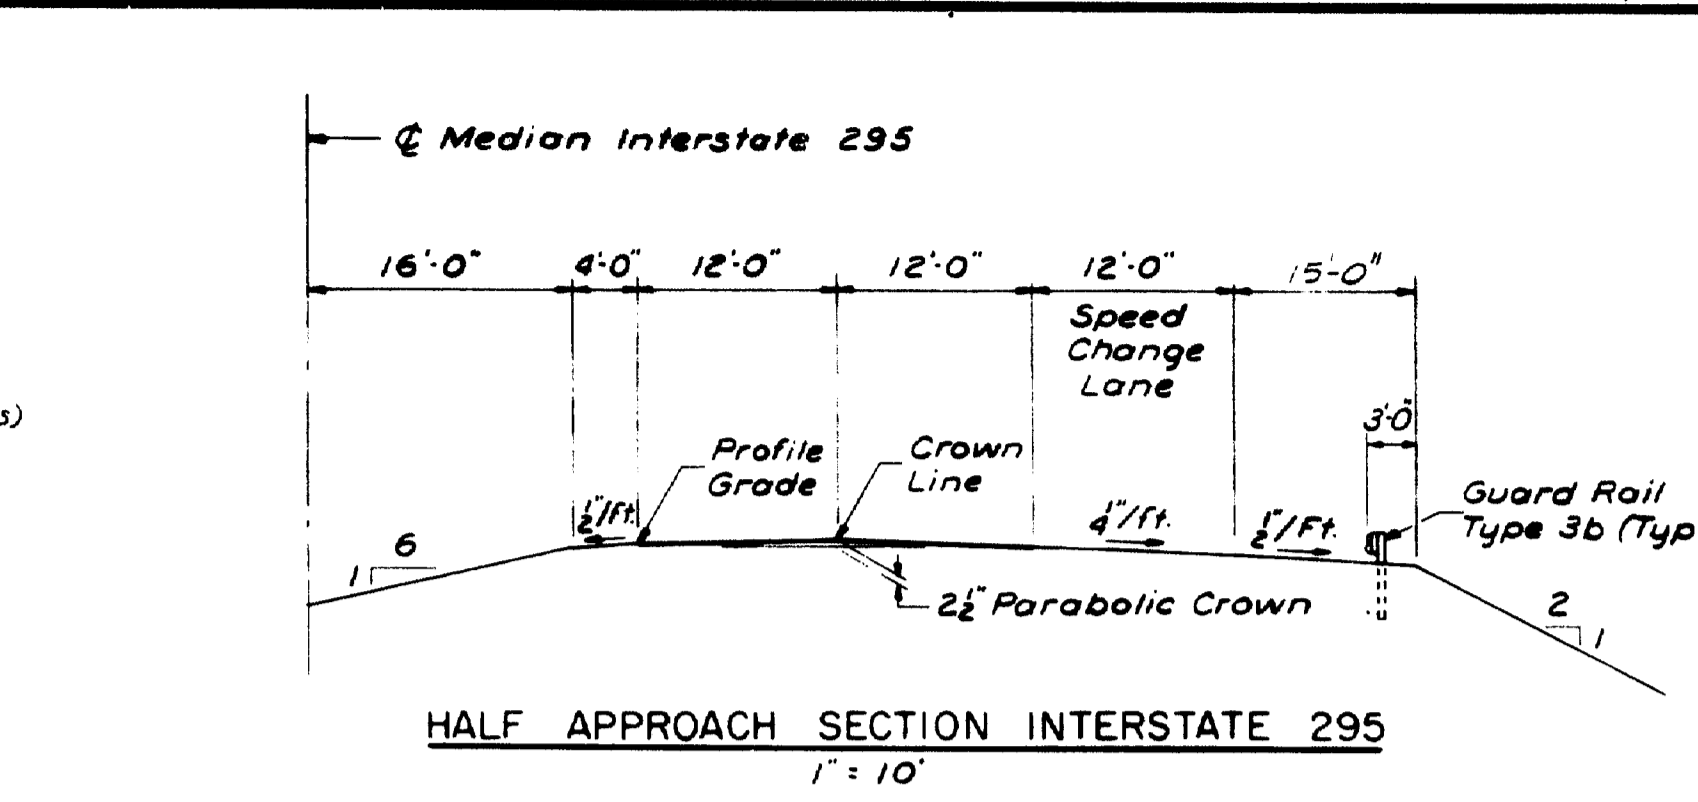 ℄ Median Interstate 295
16'-0" 4'-0" 12'-0" 12'-0" 12'-0" 15'-0"
Speed
Change
Lane
s)
3'-0"
Profile
Grade
Crown
Line
Guard Rail
Type 3b (Typ
1/2"/Ft.
1/4"/ft.
1/2"/Ft.
6
1
2 1/2" Parabolic Crown
2
1
HALF APPROACH SECTION INTERSTATE 295
1" = 10'